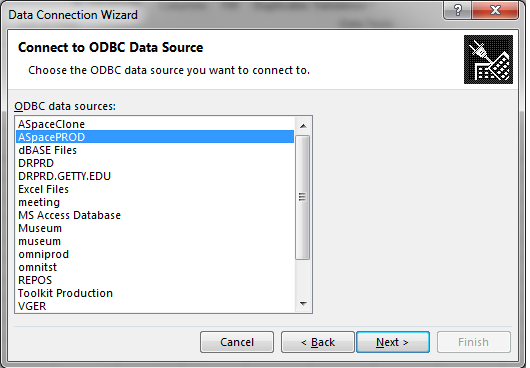 Data Connection Wizard
Connect to ODBC Data Source
Choose the ODBC data source you want to connect to.
ODBC data sources:
ASpaceClone
ASpacePROD
dBASE Files
DRPRD
DRPRD.GETTY.EDU
Excel Files
meeting
MS Access Database
Museum
museum
omniprod
omnitst
REPOS
Toolkit Production
VGER
Cancel < Back Next > Finish